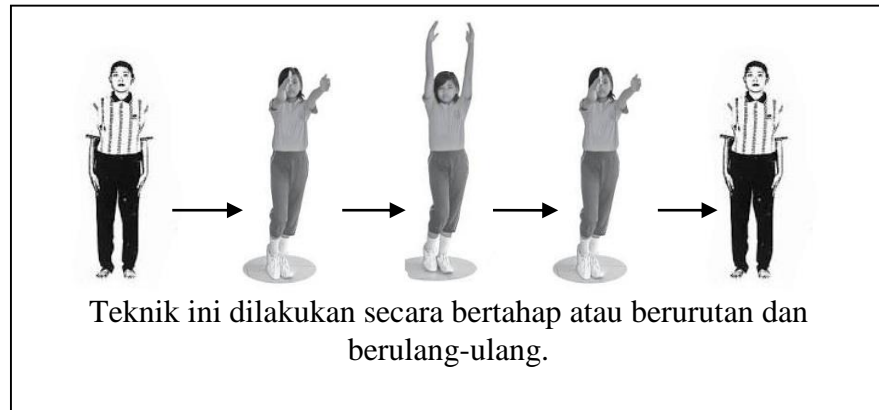 Teknik ini dilakukan secara bertahap atau berurutan dan
berulang-ulang.